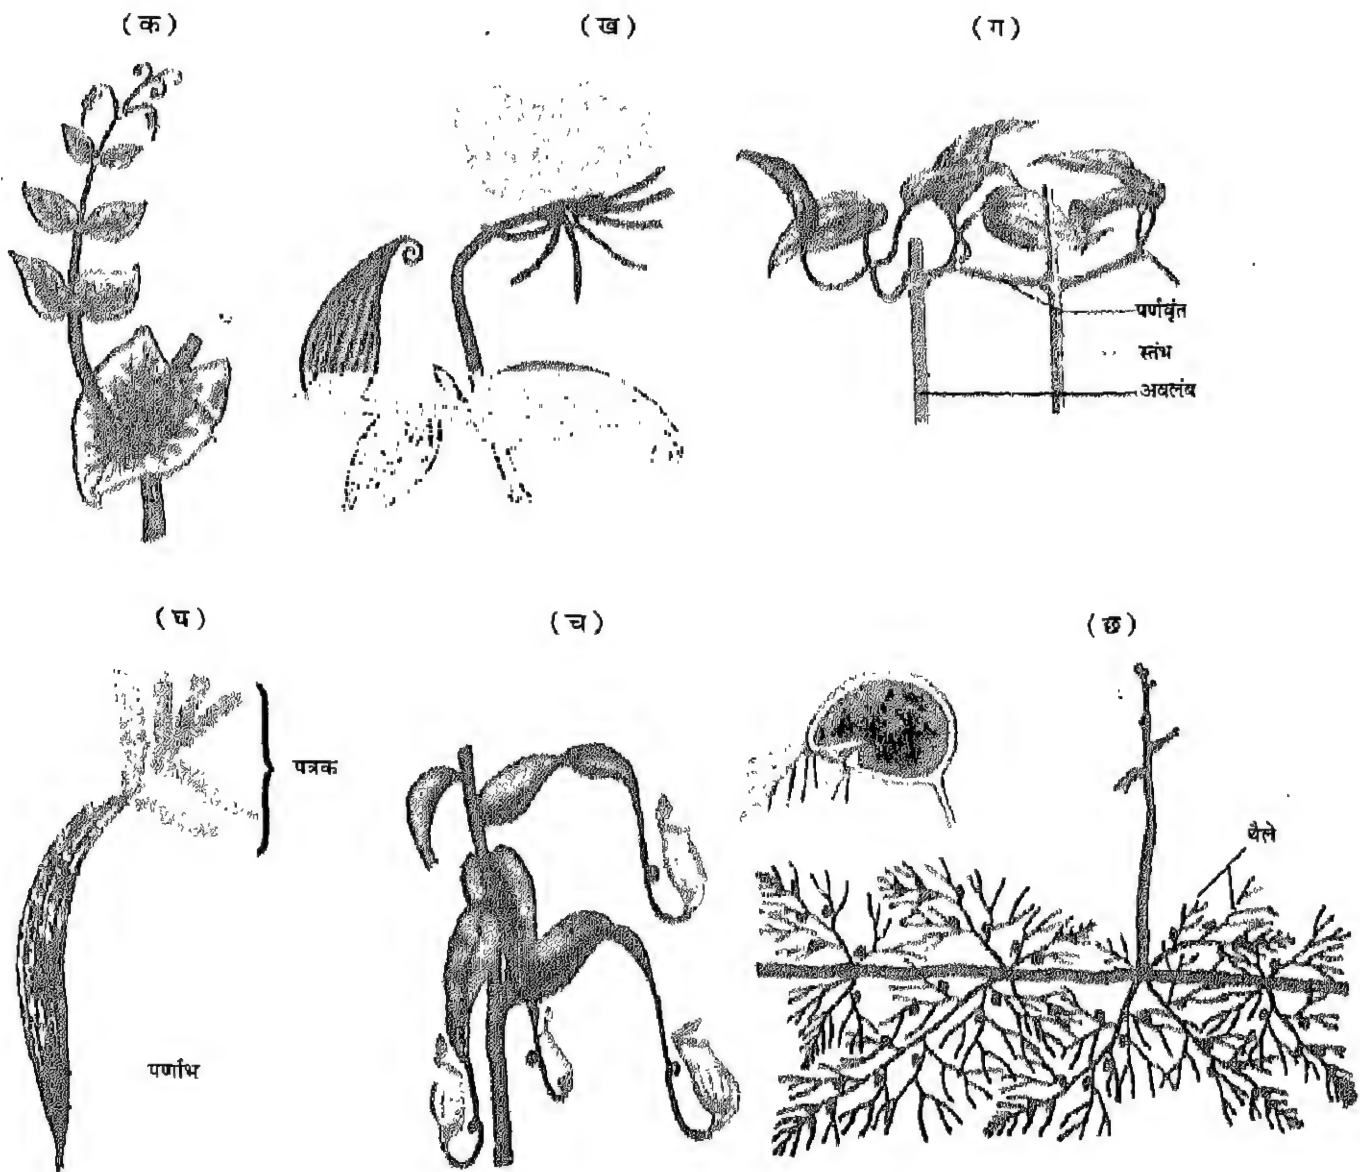 (क) (ख) (ग)
पर्णवृंत
स्तंभ
अवलंब
(घ) (च) (छ)
पत्रक
थैले
पर्णाभ